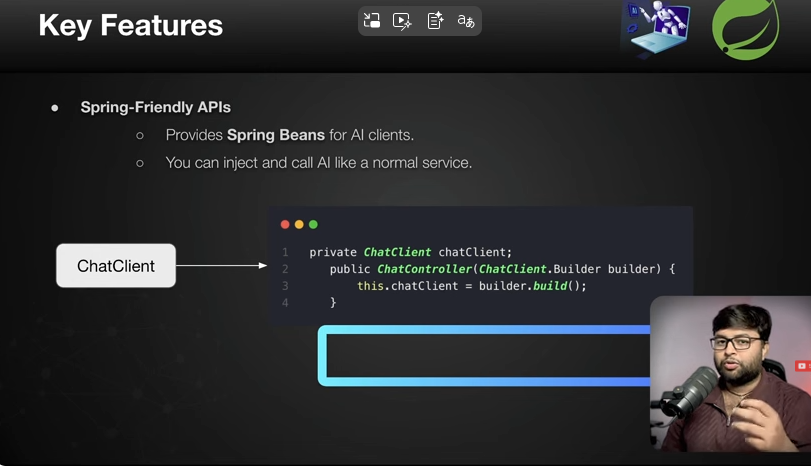 Key Features
● Spring-Friendly APIs
○ Provides Spring Beans for AI clients.
○ You can inject and call AI like a normal service.
ChatClient
1 private ChatClient chatClient;
2 public ChatController(ChatClient.Builder builder) {
3 this.chatClient = builder.build();
4 }
AI